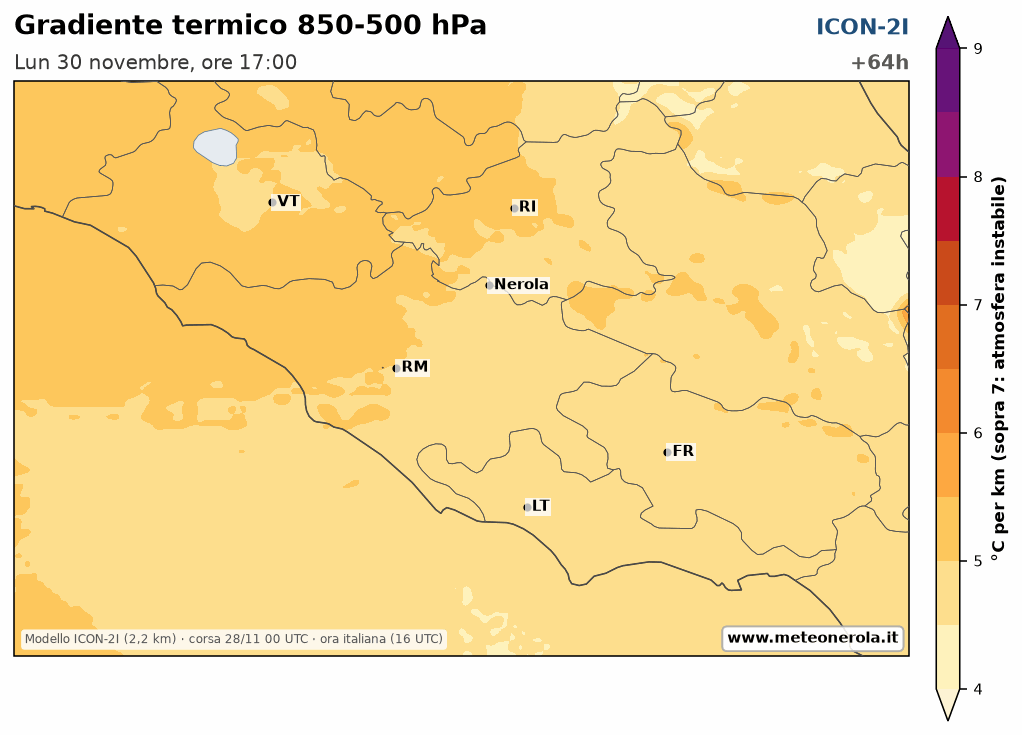 Gradiente termico 850-500 hPa
ICON-2I
Lun 30 novembre, ore 17:00
+64h
VT
RI
Nerola
RM
FR
LT
Modello ICON-2I (2,2 km) · corsa 28/11 00 UTC · ora italiana (16 UTC)
www.meteonerola.it
9
8
7
6
5
4
°C per km (sopra 7: atmosfera instabile)